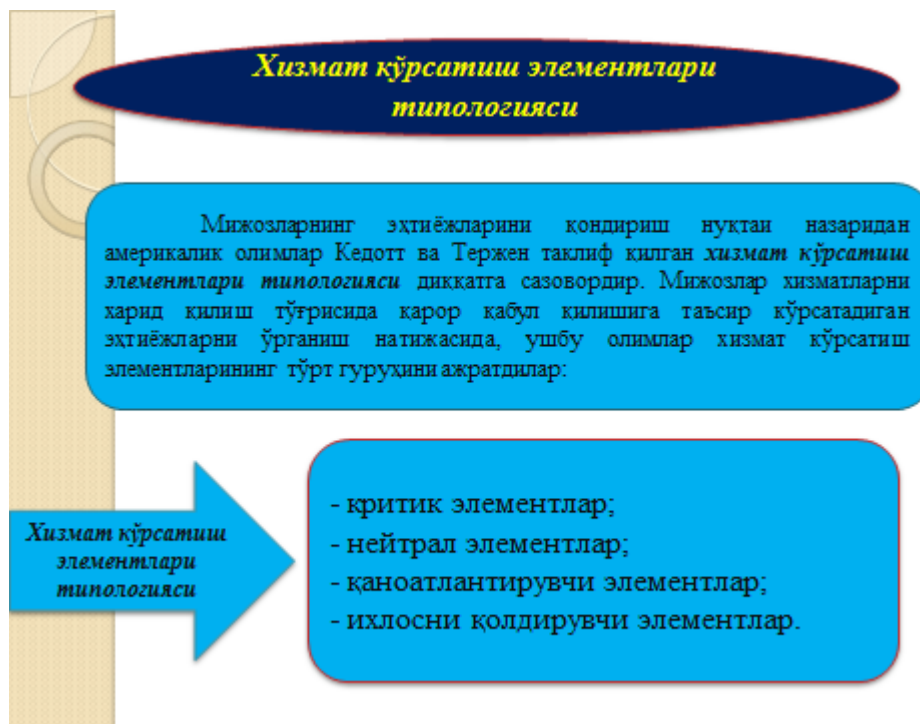 Хизмат кўрсатиш элементлари
типологияси
Мижозларнинг эҳтиёжларини қондириш нуқтаи назаридан
америкалик олимлар Кедотт ва Тержен таклиф қилган хизмат кўрсатиш
элементлари типологияси диққатга сазовордир. Мижозлар хизматларни
харид қилиш тўғрисида қарор қабул қилишига таъсир кўрсатадиган
эҳтиёжларни ўрганиш натижасида, ушбу олимлар хизмат кўрсатиш
элементларининг тўрт гуруҳини ажратдилар:
Хизмат кўрсатиш
элементлари
типологияси
- критик элементлар;
- нейтрал элементлар;
- қаноатлантирувчи элементлар;
- ихлосни қолдирувчи элементлар.